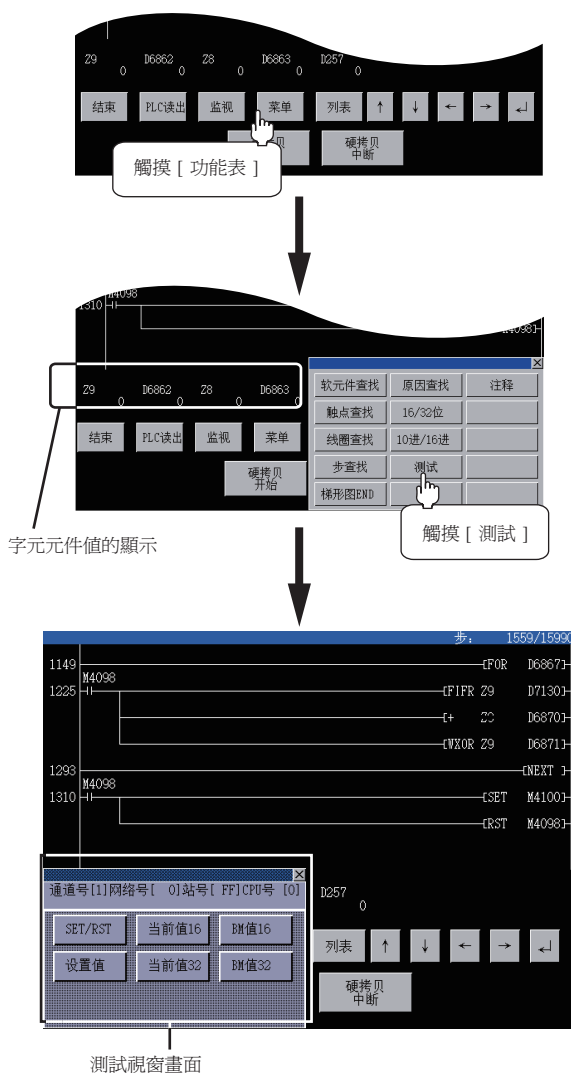 Z9 D6862 Z8 D6863 D257
0 0 0 0 0
结束 PLC读出 监视 菜单 列表 ↑ ↓ ← → ↲
贝 硬拷贝
中断
觸摸 [ 功能表 ]
M4098
1310
Z9 D6862 Z8 D6863
0 0 0 0
结束 PLC读出 监视 菜单
硬拷贝
开始
×
软元件查找 原因查找 注释
触点查找 16/32位
线圈查找 10进/16进
步查找 测试
梯形图END
觸摸 [ 測試 ]
字元元件值的顯示
步: 1559/15990
1149 FOR D6867
M4098
1225 FIFR Z9 D7130
+ D6870
WXOR Z9 D6871
1293 NEXT
M4098
1310 SET M4100
RST M4098
×
通道号[1]网络号[ 0]站号[ FF]CPU号 [0]
SET/RST 当前值16 BM值16
设置值 当前值32 BM值32
D257
0
列表 ↑ ↓ ← → ↲
硬拷贝
中断
測試視窗畫面